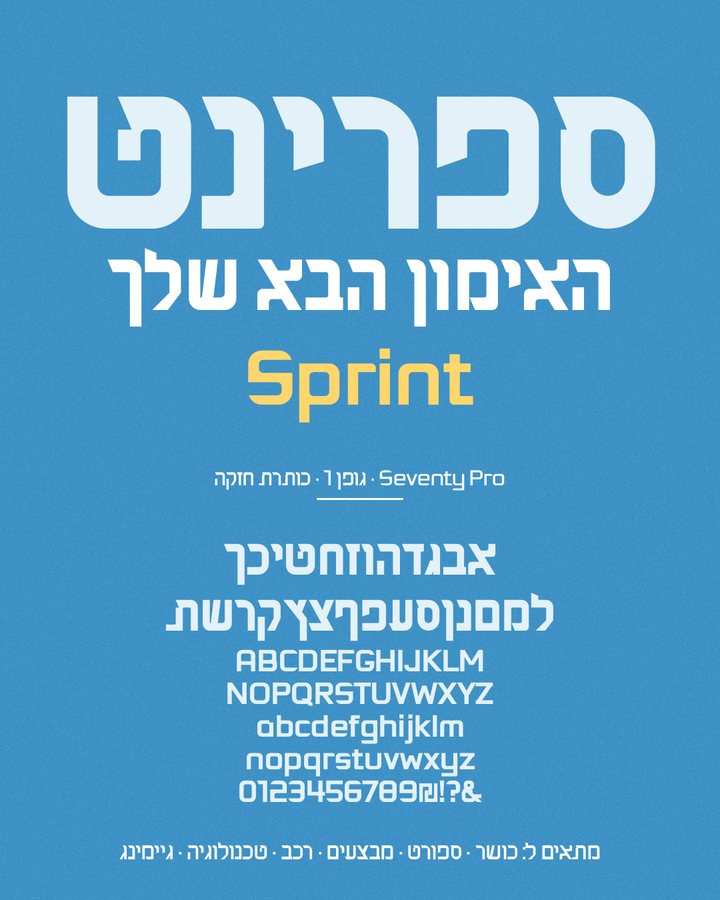 ספרינט
האימון הבא שלך
Sprint
Seventy Pro · גופן 1 · כותרת חזקה
אבגדהוזחטיכך
למםנןסעפףצץקרשת
ABCDEFGHIJKLM
NOPQRSTUVWXYZ
abcdefghijklm
nopqrstuvwxyz
0123456789₪!?&
מתאים ל: כושר · ספורט · מבצעים · רכב · טכנולוגיה · גיימינג